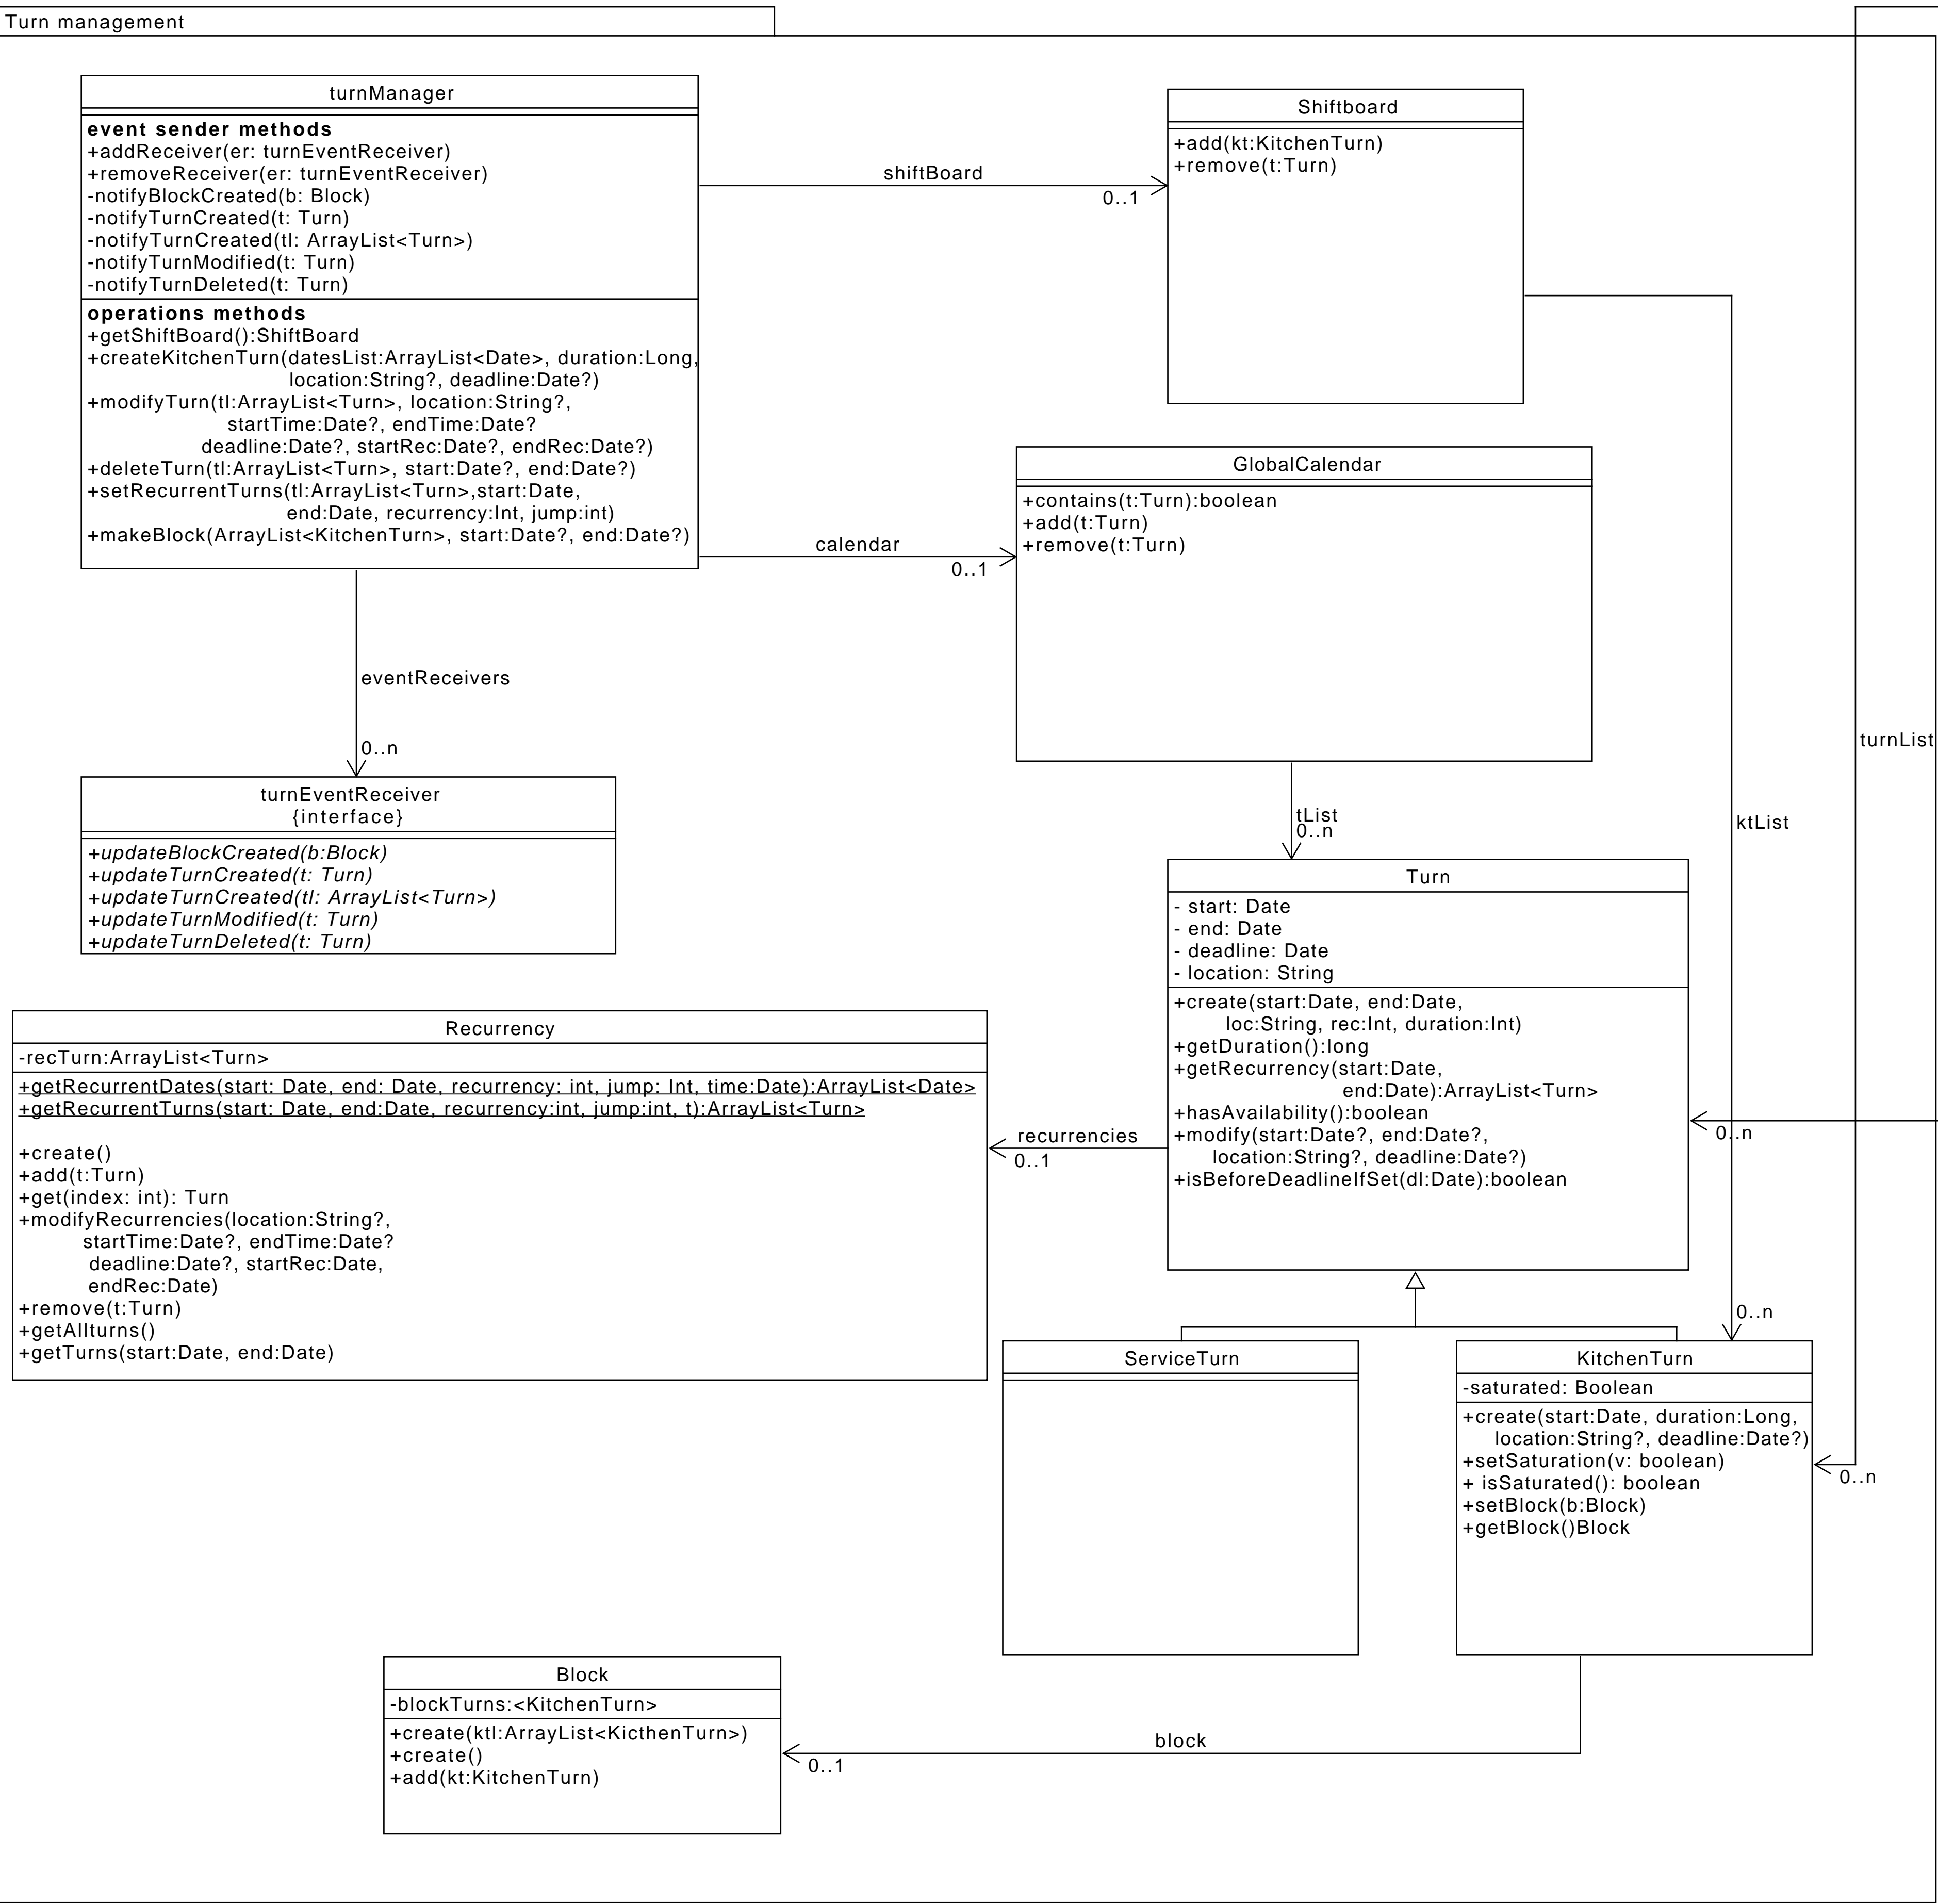 Turn management
turnManager
event sender methods
+addReceiver(er: turnEventReceiver)
+removeReceiver(er: turnEventReceiver)
-notifyBlockCreated(b: Block)
-notifyTurnCreated(t: Turn)
-notifyTurnCreated(tl: ArrayList<Turn>)
-notifyTurnModified(t: Turn)
-notifyTurnDeleted(t: Turn)
operations methods
+getShiftBoard():ShiftBoard
+createKitchenTurn(datesList:ArrayList<Date>, duration:Long,
location:String?, deadline:Date?)
+modifyTurn(tl:ArrayList<Turn>, location:String?,
startTime:Date?, endTime:Date?
deadline:Date?, startRec:Date?, endRec:Date?)
+deleteTurn(tl:ArrayList<Turn>, start:Date?, end:Date?)
+setRecurrentTurns(tl:ArrayList<Turn>,start:Date,
end:Date, recurrency:Int, jump:int)
+makeBlock(ArrayList<KitchenTurn>, start:Date?, end:Date?)
shiftBoard
0..1
Shiftboard
+add(kt:KitchenTurn)
+remove(t:Turn)
calendar
0..1
GlobalCalendar
+contains(t:Turn):boolean
+add(t:Turn)
+remove(t:Turn)
eventReceivers
0..n
turnEventReceiver
{interface}
+updateBlockCreated(b:Block)
+updateTurnCreated(t: Turn)
+updateTurnCreated(tl: ArrayList<Turn>)
+updateTurnModified(t: Turn)
+updateTurnDeleted(t: Turn)
tList
0..n
ktList
turnList
Turn
- start: Date
- end: Date
- deadline: Date
- location: String
+create(start:Date, end:Date,
loc:String, rec:Int, duration:Int)
+getDuration():long
+getRecurrency(start:Date,
end:Date):ArrayList<Turn>
+hasAvailability():boolean
+modify(start:Date?, end:Date?,
location:String?, deadline:Date?)
+isBeforeDeadlineIfSet(dl:Date):boolean
0..n
recurrencies
0..1
Recurrency
-recTurn:ArrayList<Turn>
+getRecurrentDates(start: Date, end: Date, recurrency: int, jump: Int, time:Date):ArrayList<Date>
+getRecurrentTurns(start: Date, end:Date, recurrency:int, jump:int, t):ArrayList<Turn>
+create()
+add(t:Turn)
+get(index: int): Turn
+modifyRecurrencies(location:String?,
startTime:Date?, endTime:Date?
deadline:Date?, startRec:Date,
endRec:Date)
+remove(t:Turn)
+getAllturns()
+getTurns(start:Date, end:Date)
0..n
ServiceTurn
KitchenTurn
-saturated: Boolean
+create(start:Date, duration:Long,
location:String?, deadline:Date?)
+setSaturation(v: boolean)
+ isSaturated(): boolean
+setBlock(b:Block)
+getBlock()Block
0..n
Block
-blockTurns:<KitchenTurn>
+create(ktl:ArrayList<KicthenTurn>)
+create()
+add(kt:KitchenTurn)
block
0..1